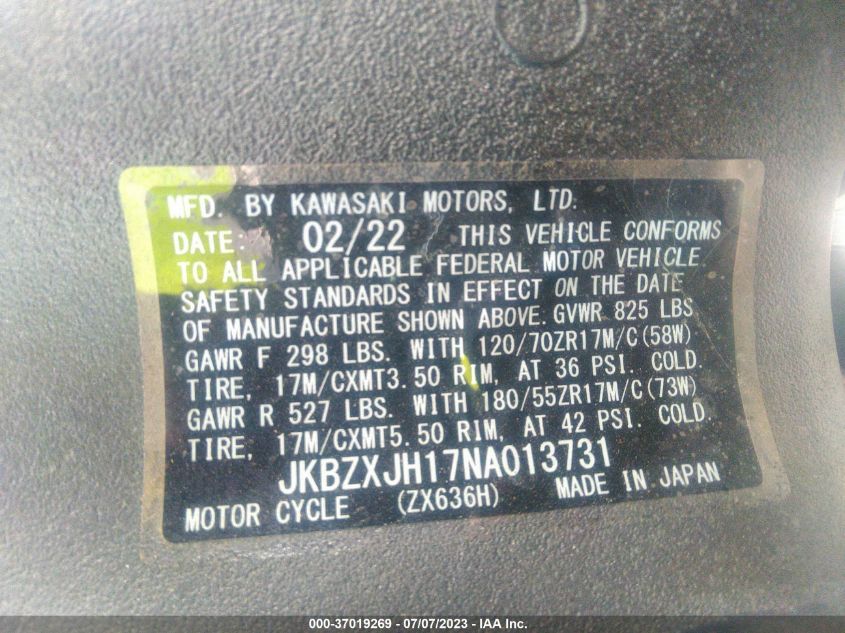 MFD. BY KAWASAKI MOTORS, LTD.
DATE: 02/22 THIS VEHICLE CONFORMS
TO ALL APPLICABLE FEDERAL MOTOR VEHICLE
SAFETY STANDARDS IN EFFECT ON THE DATE
OF MANUFACTURE SHOWN ABOVE. GVWR 825 LBS
GAWR F 298 LBS. WITH 120/70ZR17M/C(58W)
TIRE, 17M/CXMT3.50 RIM, AT 36 PSI. COLD.
GAWR R 527 LBS. WITH 180/55ZR17M/C(73W)
TIRE, 17M/CXMT5.50 RIM, AT 42 PSI. COLD.
JKBZXJH17NA013731
MOTOR CYCLE (ZX636H) MADE IN JAPAN
000-37019269 - 07/07/2023 - IAA Inc.